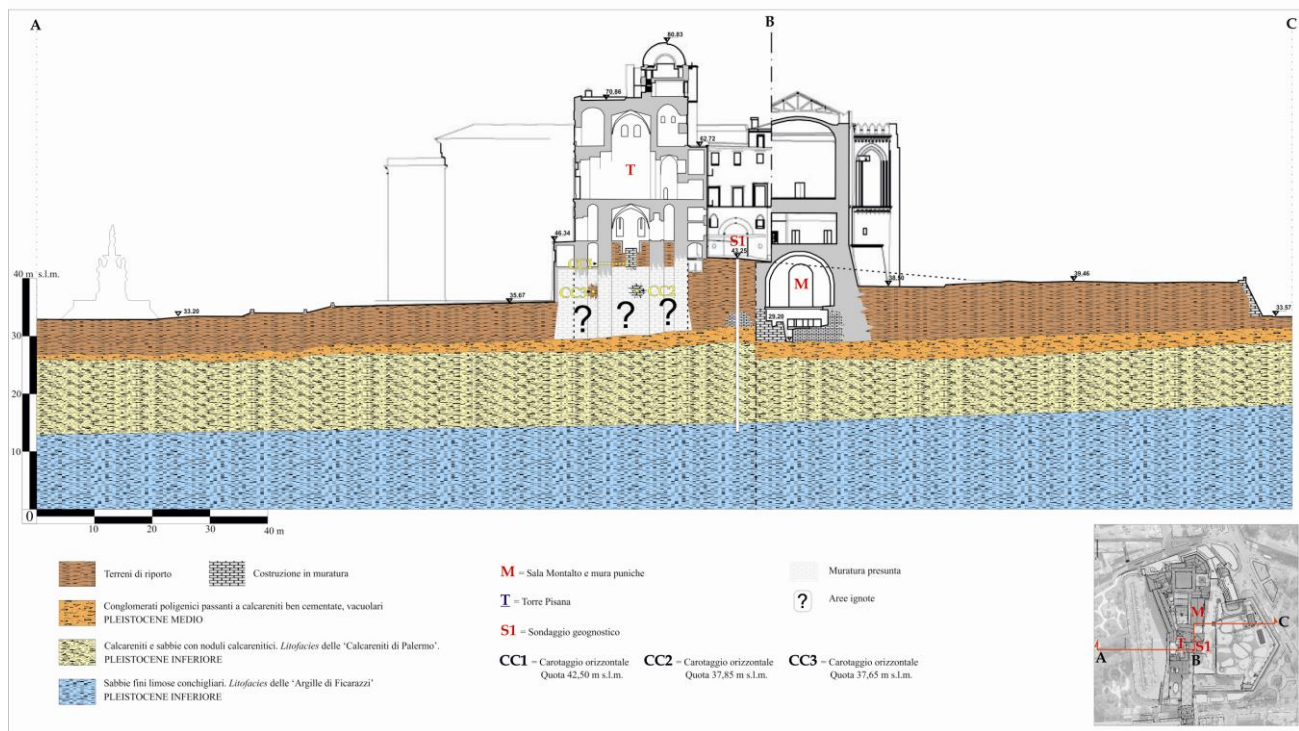 A
B
C
80.83
70.86
62.72
T
S1
43.25
46.34
CC1
CC3
CC2
? ? ?
M
29.20
38.50
39.46
33.57
35.67
33.20
40 m s.l.m.
30
20
10
0
10 20 30 40 m
Terreni di riporto
Costruzione in muratura
Conglomerati poligenici passanti a calcareniti ben cementate, vacuolari
PLEISTOCENE MEDIO
Calcareniti e sabbie con noduli calcarenitici. Litofacies delle 'Calcareniti di Palermo'.
PLEISTOCENE INFERIORE
Sabbie fini limose conchigliari. Litofacies delle 'Argille di Ficarazzi'
PLEISTOCENE INFERIORE
M = Sala Montalto e mura puniche
T = Torre Pisana
S1 = Sondaggio geognostico
Muratura presunta
? Aree ignote
CC1 = Carotaggio orizzontale
Quota 42,50 m s.l.m.
CC2 = Carotaggio orizzontale
Quota 37,85 m s.l.m.
CC3 = Carotaggio orizzontale
Quota 37,65 m s.l.m.
M
C
T
S1
A
B